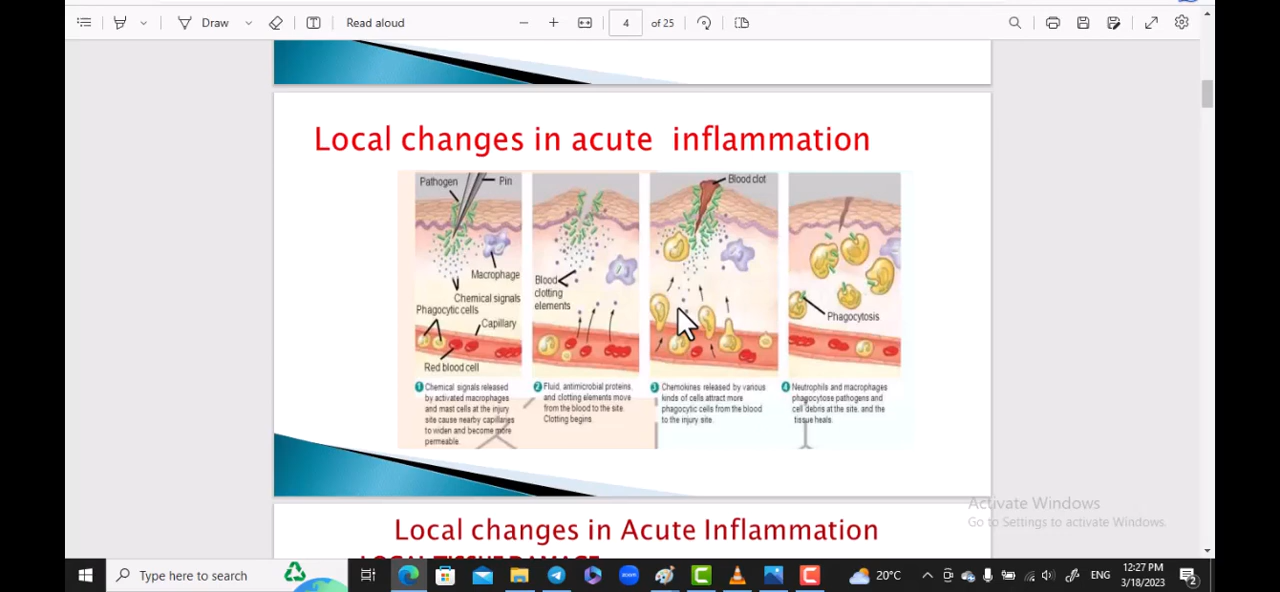 Draw
Read aloud
4
of 25
Local changes in acute inflammation
Pathogen
Pin
Macrophage
Chemical signals
Phagocytic cells
Capillary
Red blood cell
1 Chemical signals released
by activated macrophages
and mast cells at the injury
site cause nearby capillaries
to widen and become more
permeable.
Blood
clotting
elements
2 Fluid, antimicrobial proteins,
and clotting elements move
from the blood to the site.
Clotting begins.
Blood clot
3 Chemokines released by various
kinds of cells attract more
phagocytic cells from the blood
to the injury site.
Phagocytosis
4 Neutrophils and macrophages
phagocytose pathogens and
cell debris at the site, and the
tissue heals.
Local changes in Acute Inflammation
LOCAL TISSUE DAMAGE
Activate Windows
Go to Settings to activate Windows.
Type here to search
zoom
20°C
ENG
12:27 PM
3/18/2023
2